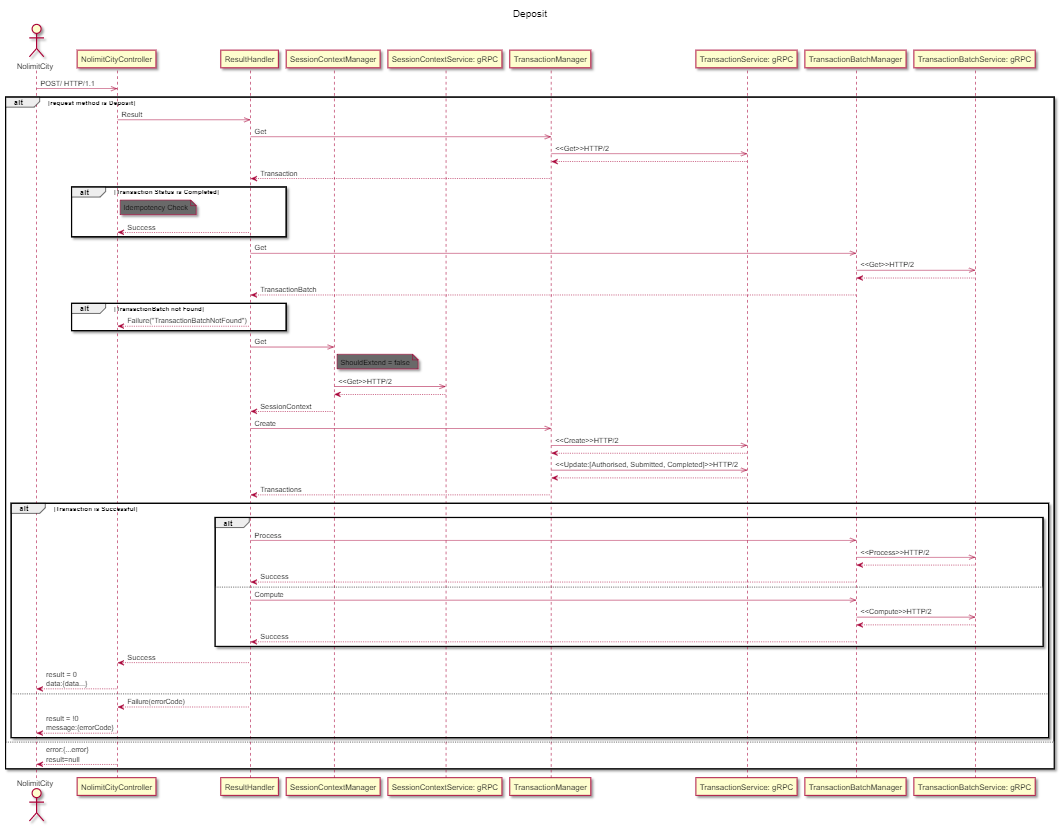 Deposit
NolimitCity
NolimitCityController
ResultHandler
SessionContextManager
SessionContextService: gRPC
TransactionManager
TransactionService: gRPC
TransactionBatchManager
TransactionBatchService: gRPC
POST/ HTTP/1.1
alt
[request method is Deposit]
Result
Get
<<Get>>HTTP/2
Transaction
alt
[Transaction Status is Completed]
Idempotency Check
Success
Get
<<Get>>HTTP/2
TransactionBatch
alt
[TransactionBatch not Found]
Failure("TransactionBatchNotFound")
Get
ShouldExtend = false
<<Get>>HTTP/2
SessionContext
Create
<<Create>>HTTP/2
<<Update:[Authorised, Submitted, Completed]>>HTTP/2
Transactions
alt
[Transaction is Successful]
alt
Process
<<Process>>HTTP/2
Success
Compute
<<Compute>>HTTP/2
Success
Success
result = 0
data:{data...}
Failure(errorCode)
result = !0
message:{errorCode}
error:{...error}
result=null
NolimitCity
NolimitCityController
ResultHandler
SessionContextManager
SessionContextService: gRPC
TransactionManager
TransactionService: gRPC
TransactionBatchManager
TransactionBatchService: gRPC